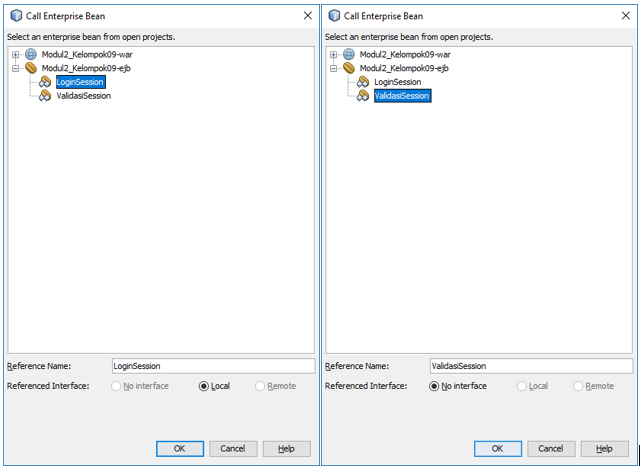 Call Enterprise Bean
Select an enterprise bean from open projects.
Modul2_Kelompok09-war
Modul2_Kelompok09-ejb
LoginSession
ValidasiSession
Reference Name: LoginSession
Referenced Interface: No interface Local Remote
OK Cancel Help
Call Enterprise Bean
Select an enterprise bean from open projects.
Modul2_Kelompok09-war
Modul2_Kelompok09-ejb
LoginSession
ValidasiSession
Reference Name: ValidasiSession
Referenced Interface: No interface Local Remote
OK Cancel Help